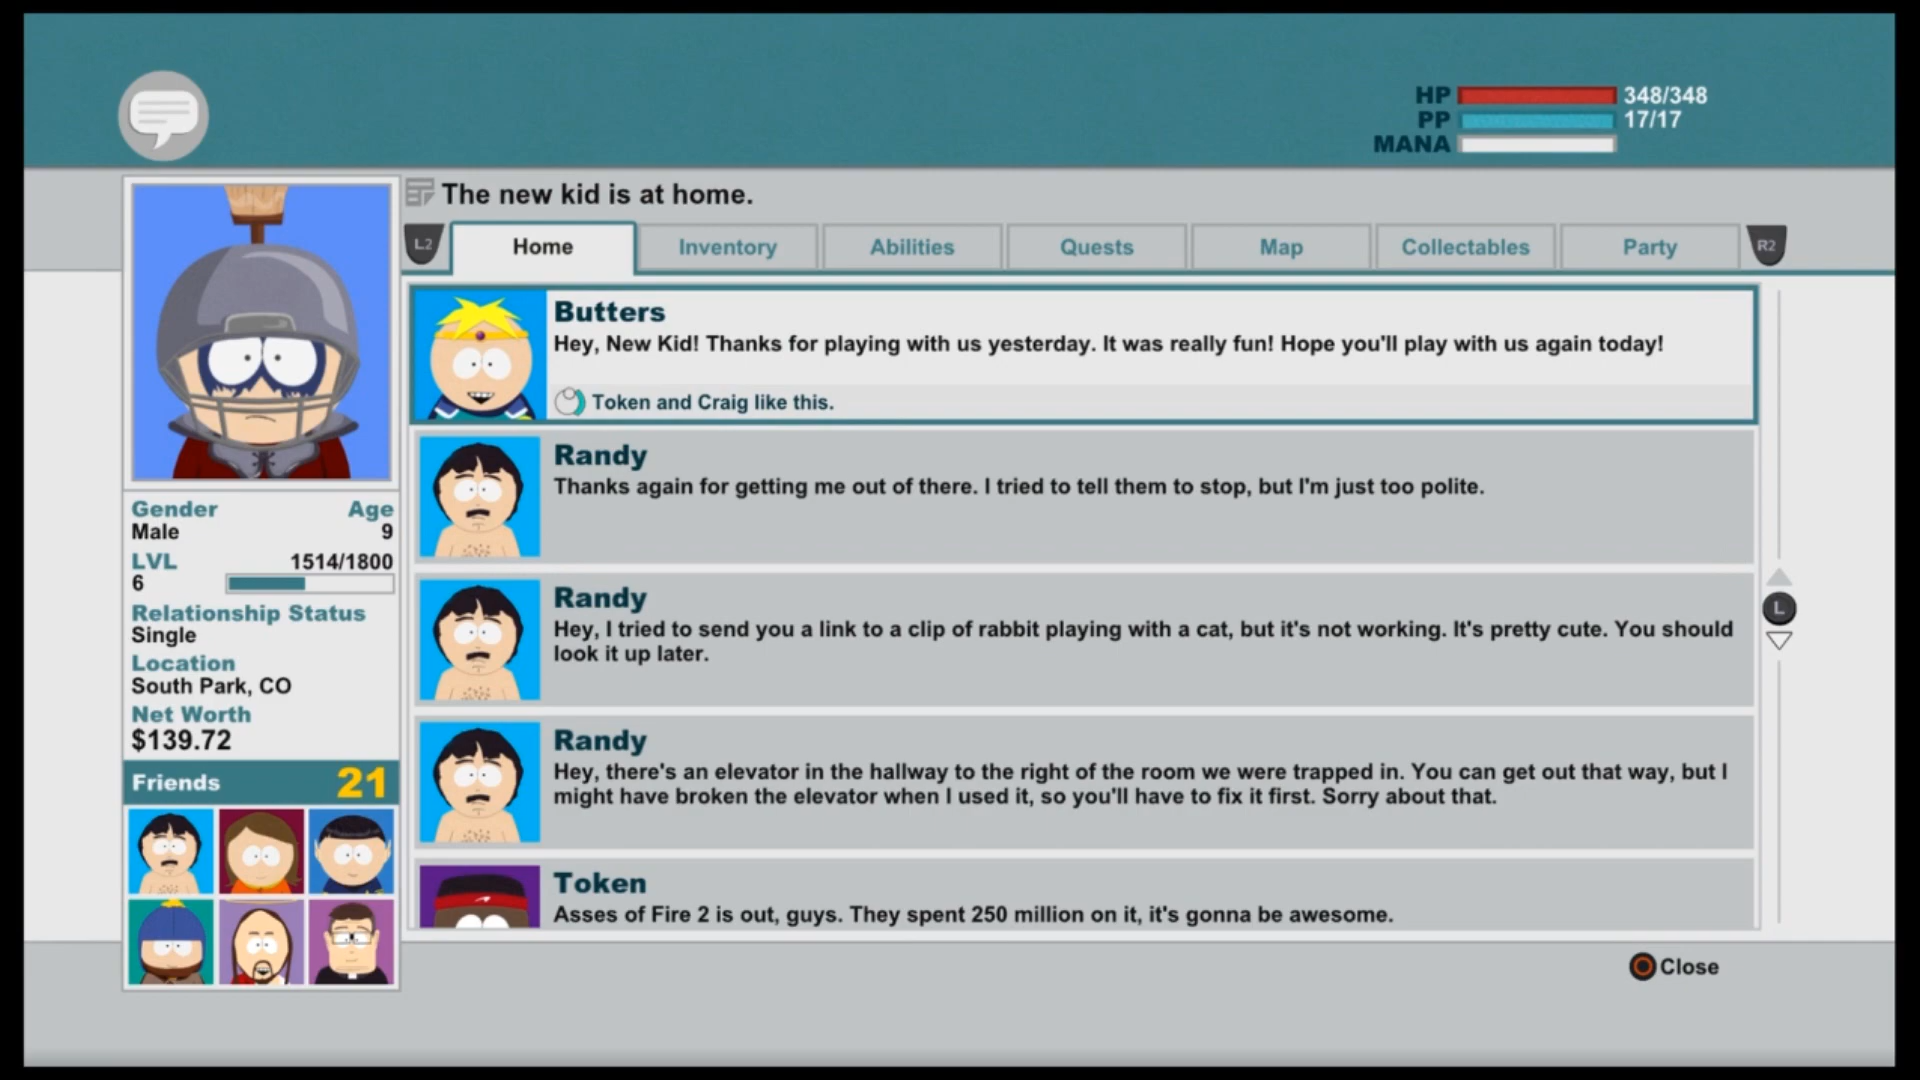 HP 348/348
PP 17/17
MANA
The new kid is at home.
L2 Home Inventory Abilities Quests Map Collectables Party R2
Gender Age
Male 9
LVL 1514/1800
6
Relationship Status
Single
Location
South Park, CO
Net Worth
$139.72
Friends 21
Butters
Hey, New Kid! Thanks for playing with us yesterday. It was really fun! Hope you'll play with us again today!
Token and Craig like this.
Randy
Thanks again for getting me out of there. I tried to tell them to stop, but I'm just too polite.
Randy
Hey, I tried to send you a link to a clip of rabbit playing with a cat, but it's not working. It's pretty cute. You should
look it up later.
Randy
Hey, there's an elevator in the hallway to the right of the room we were trapped in. You can get out that way, but I
might have broken the elevator when I used it, so you'll have to fix it first. Sorry about that.
Token
Asses of Fire 2 is out, guys. They spent 250 million on it, it's gonna be awesome.
L
Close